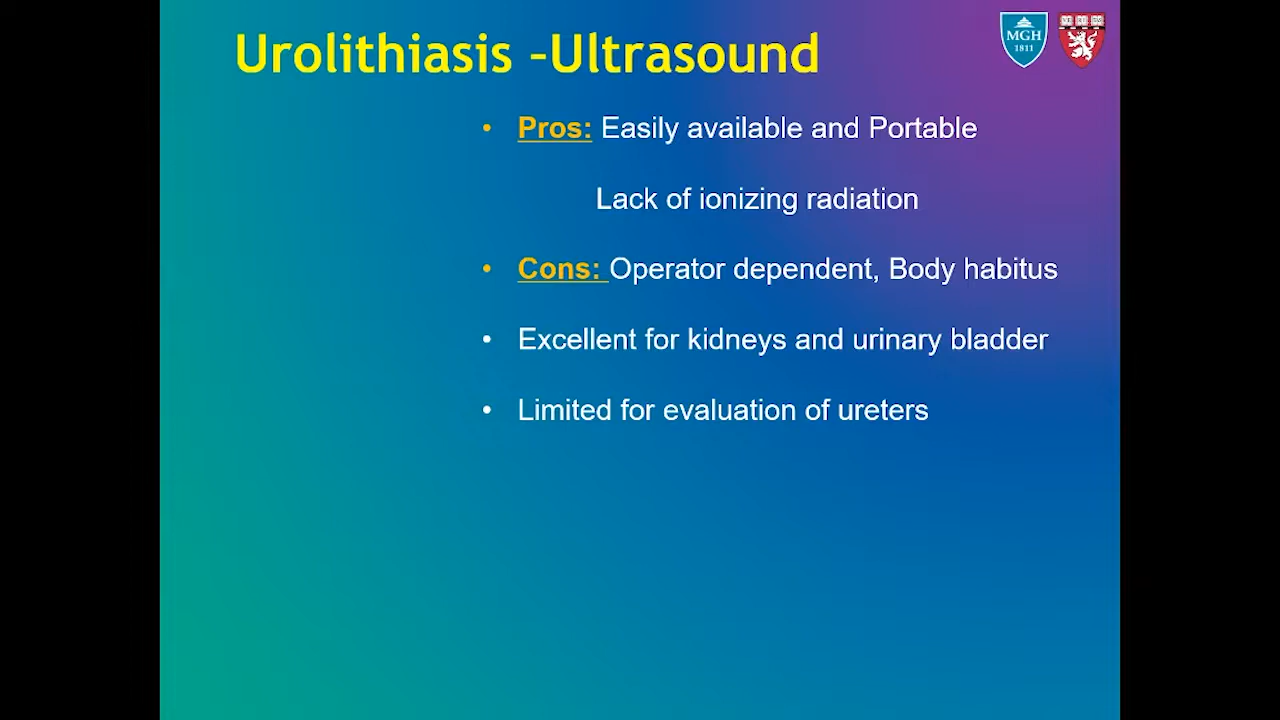 Urolithiasis -Ultrasound
MGH
1811
• Pros: Easily available and Portable
Lack of ionizing radiation
• Cons: Operator dependent, Body habitus
• Excellent for kidneys and urinary bladder
• Limited for evaluation of ureters